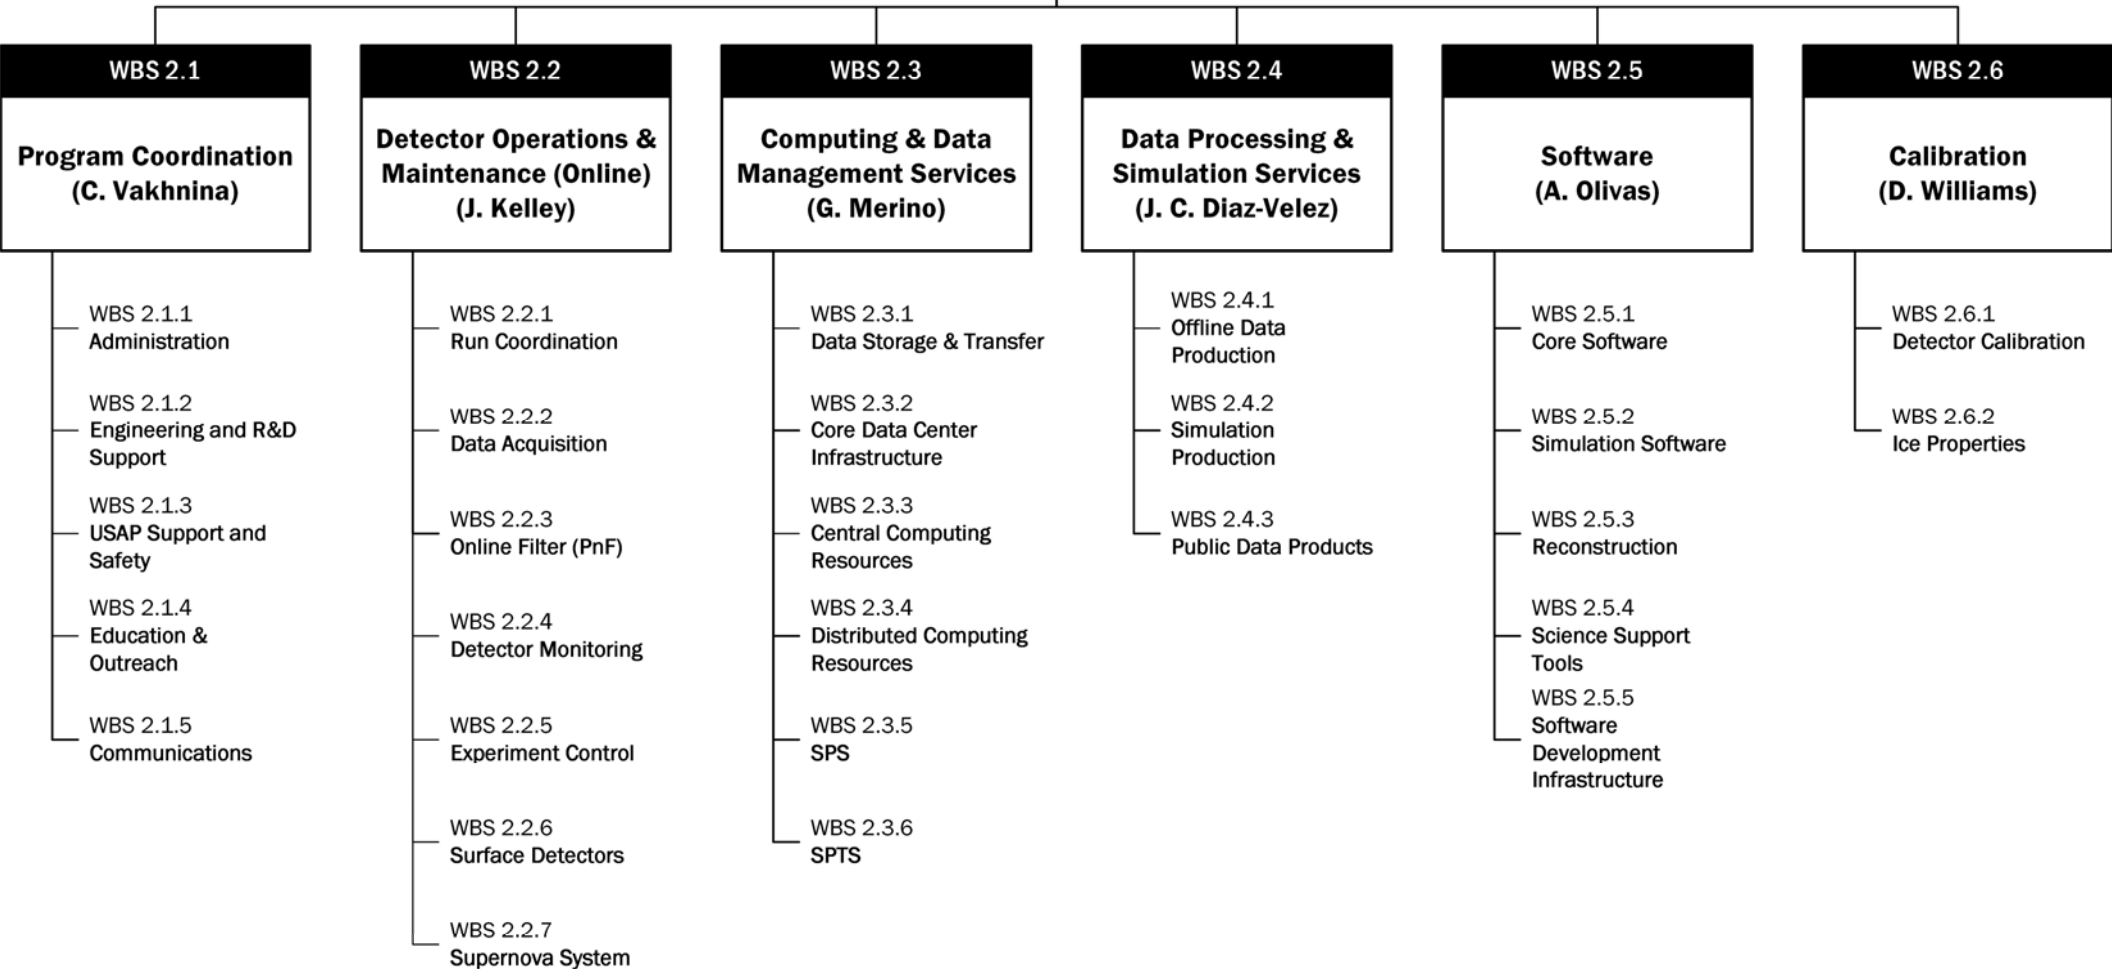 WBS 2.1
Program Coordination
(C. Vakhnina)
WBS 2.1.1
Administration
WBS 2.1.2
Engineering and R&D
Support
WBS 2.1.3
USAP Support and
Safety
WBS 2.1.4
Education &
Outreach
WBS 2.1.5
Communications
WBS 2.2
Detector Operations &
Maintenance (Online)
(J. Kelley)
WBS 2.2.1
Run Coordination
WBS 2.2.2
Data Acquisition
WBS 2.2.3
Online Filter (PnF)
WBS 2.2.4
Detector Monitoring
WBS 2.2.5
Experiment Control
WBS 2.2.6
Surface Detectors
WBS 2.2.7
Supernova System
WBS 2.3
Computing & Data
Management Services
(G. Merino)
WBS 2.3.1
Data Storage & Transfer
WBS 2.3.2
Core Data Center
Infrastructure
WBS 2.3.3
Central Computing
Resources
WBS 2.3.4
Distributed Computing
Resources
WBS 2.3.5
SPS
WBS 2.3.6
SPTS
WBS 2.4
Data Processing &
Simulation Services
(J. C. Diaz-Velez)
WBS 2.4.1
Offline Data
Production
WBS 2.4.2
Simulation
Production
WBS 2.4.3
Public Data Products
WBS 2.5
Software
(A. Olivas)
WBS 2.5.1
Core Software
WBS 2.5.2
Simulation Software
WBS 2.5.3
Reconstruction
WBS 2.5.4
Science Support
Tools
WBS 2.5.5
Software
Development
Infrastructure
WBS 2.6
Calibration
(D. Williams)
WBS 2.6.1
Detector Calibration
WBS 2.6.2
Ice Properties